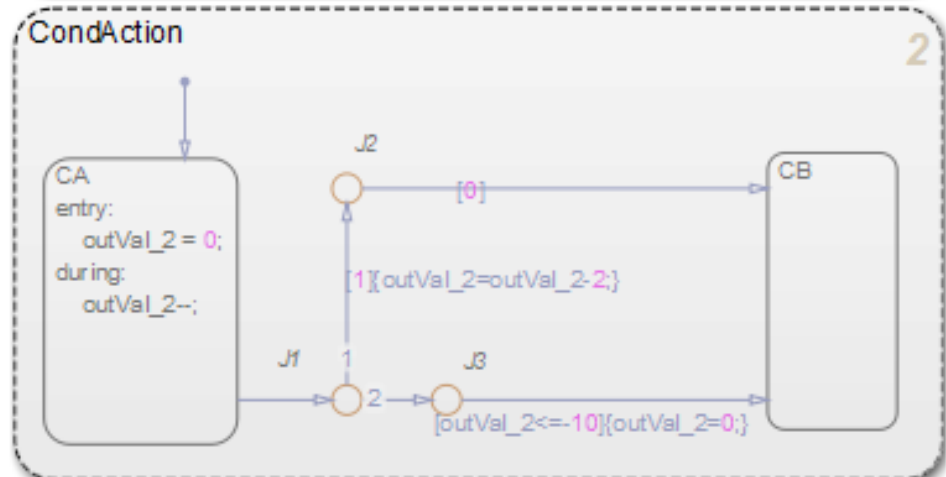 CondAction
2
J2
CA
CB
entry:
[0]
outVal_2 = 0;
during:
[1]{outVal_2=outVal_2-2;}
outVal_2--;
J1
1
J3
2
[outVal_2<=-10]{outVal_2=0;}